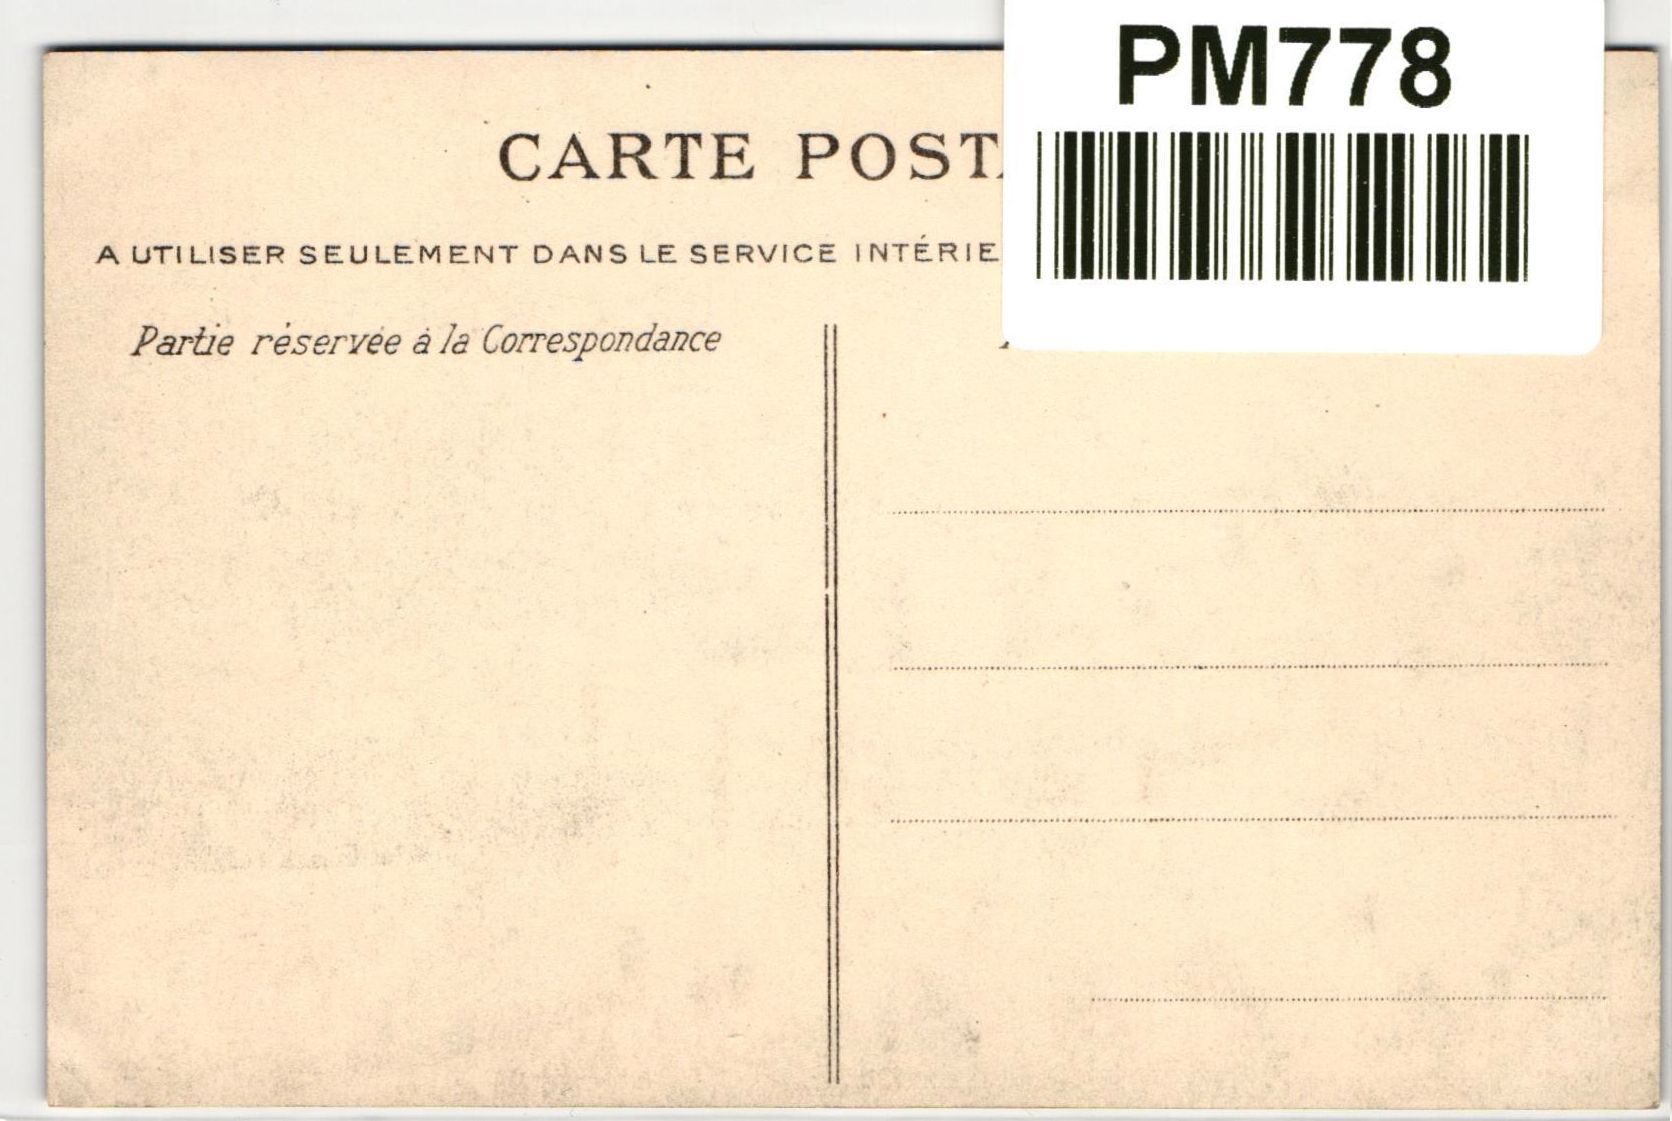 PM778
CARTE POST
A UTILISER SEULEMENT DANS LE SERVICE INTÉRIE
Partie réservée à la Correspondance